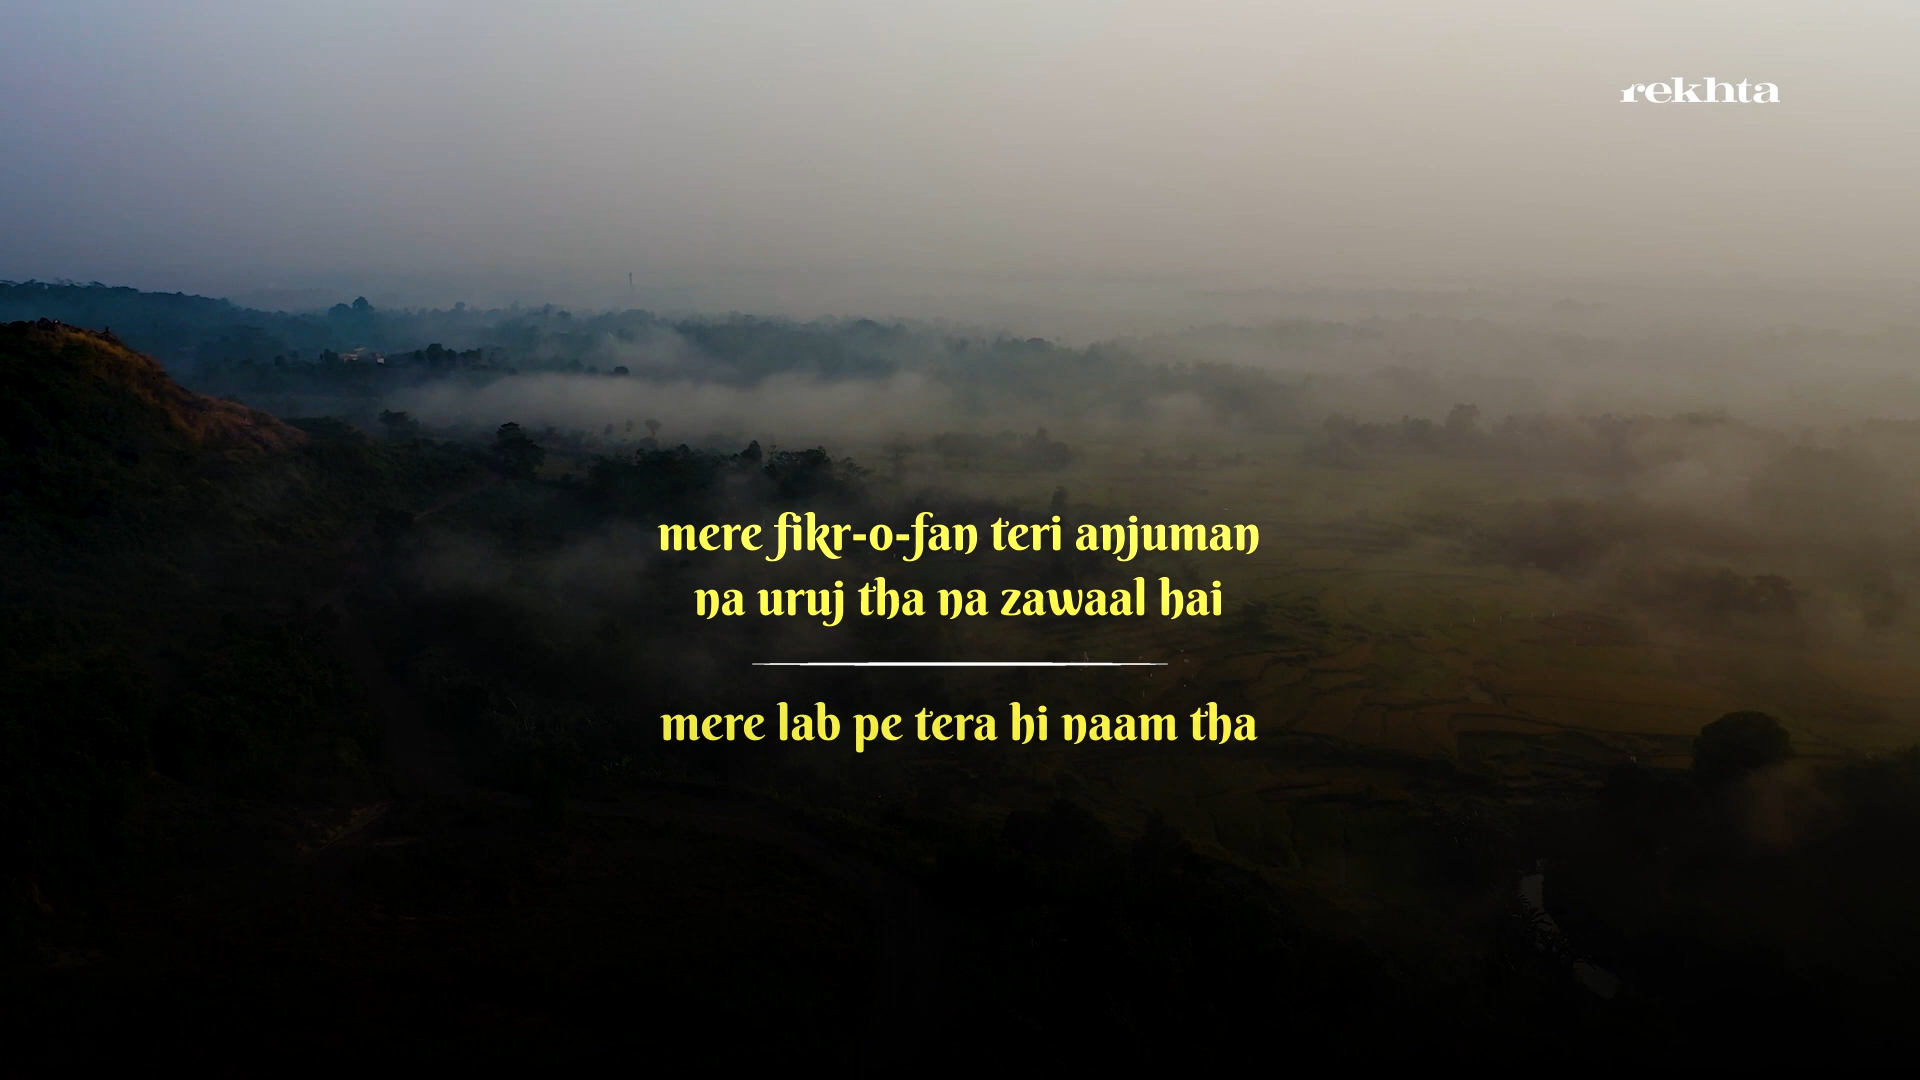 rekhta
mere fikr-o-fan teri anjuman
na uruj tha na zawaal hai
mere lab pe tera hi naam tha